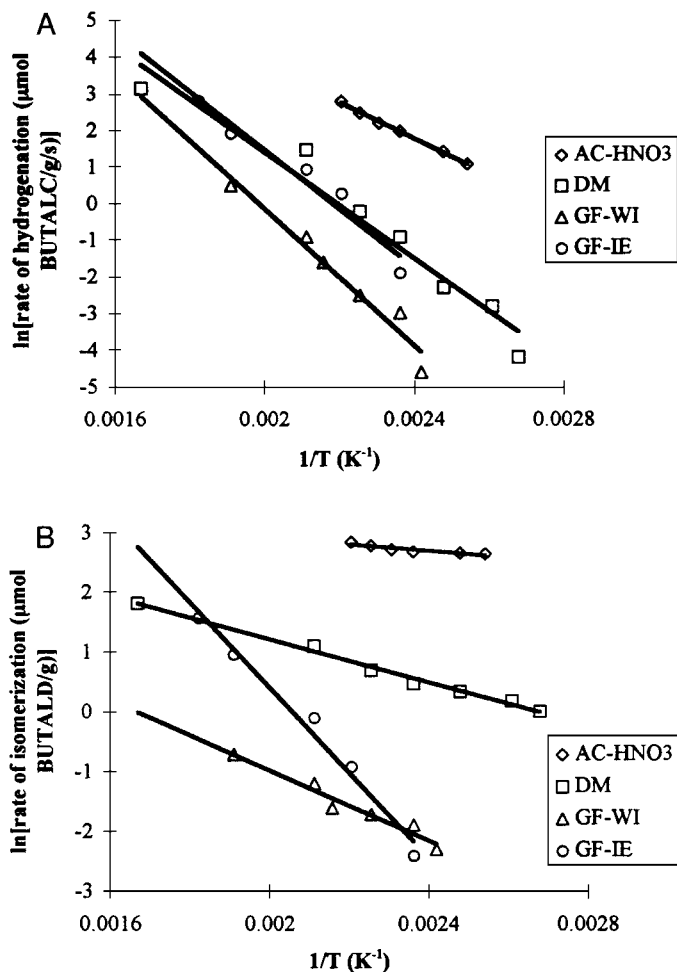 A
ln[rate of hydrogenation (μmol
BUTALC/g/s)]
5
4
3
2
1
0
-1
-2
-3
-4
-5
0.0016
0.002
0.0024
0.0028
1/T (K⁻¹)
AC-HNO3
DM
GF-WI
GF-IE
B
ln[rate of isomerization (μmol
BUTALD/g)]
3
2
1
0
-1
-2
-3
0.0016
0.002
0.0024
0.0028
1/T (K⁻¹)
AC-HNO3
DM
GF-WI
GF-IE